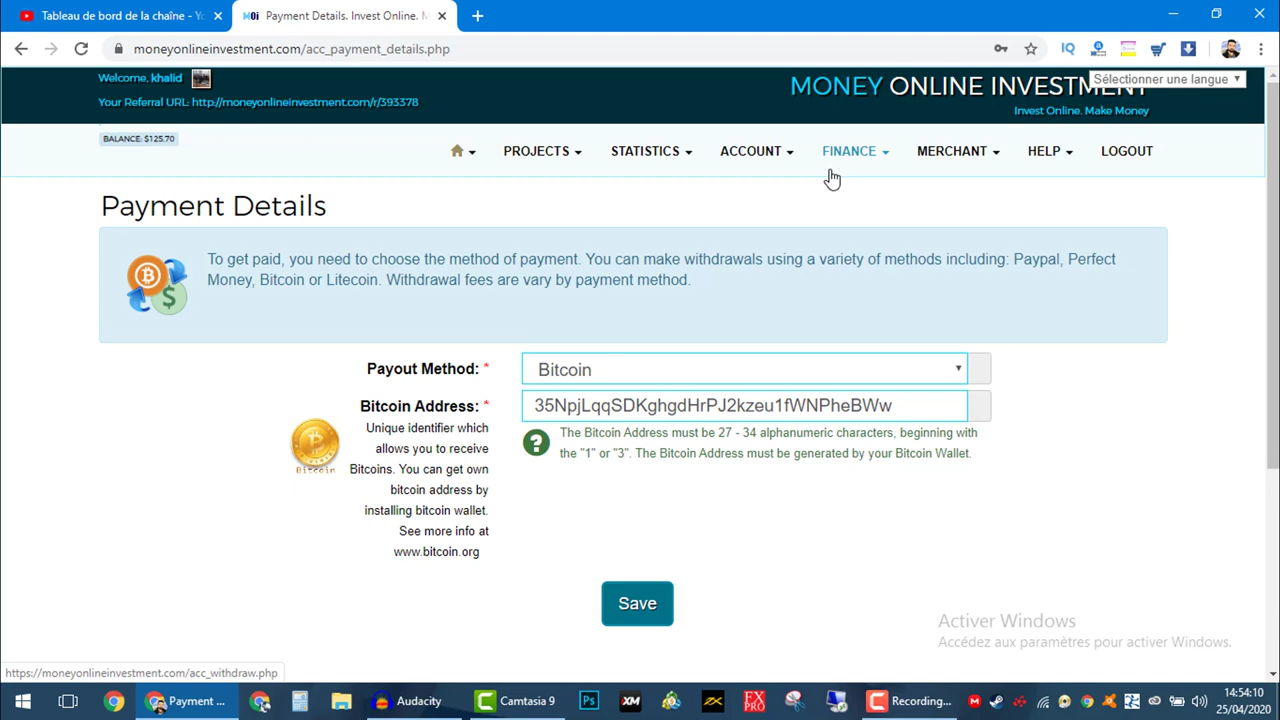 Tableau de bord de la chaîne - Yo
M0i Payment Details. Invest Online. M
moneyonlineinvestment.com/acc_payment_details.php
IQ
Welcome, khalid
Sélectionner une langue
MONEY ONLINE INVESTMENT
Your Referral URL: http://moneyonlineinvestment.com/r/393378
Invest Online. Make Money
BALANCE: $125.70
PROJECTS STATISTICS ACCOUNT FINANCE MERCHANT HELP LOGOUT
Payment Details
To get paid, you need to choose the method of payment. You can make withdrawals using a variety of methods including: Paypal, Perfect
Money, Bitcoin or Litecoin. Withdrawal fees are vary by payment method.
Payout Method: *
Bitcoin
Bitcoin Address: *
35NpjLqqSDKghgdHrPJ2kzeu1fWNPheBWw
Unique identifier which
allows you to receive
Bitcoins. You can get own
bitcoin address by
installing bitcoin wallet.
See more info at
www.bitcoin.org
Bitcoin
The Bitcoin Address must be 27 - 34 alphanumeric characters, beginning with
the "1" or "3". The Bitcoin Address must be generated by your Bitcoin Wallet.
Save
Activer Windows
Accédez aux paramètres pour activer Windows.
https://moneyonlineinvestment.com/acc_withdraw.php
Payment ...
Audacity
Camtasia 9
Ps
XM
FX
PRO
Recording...
14:54:10
25/04/2020